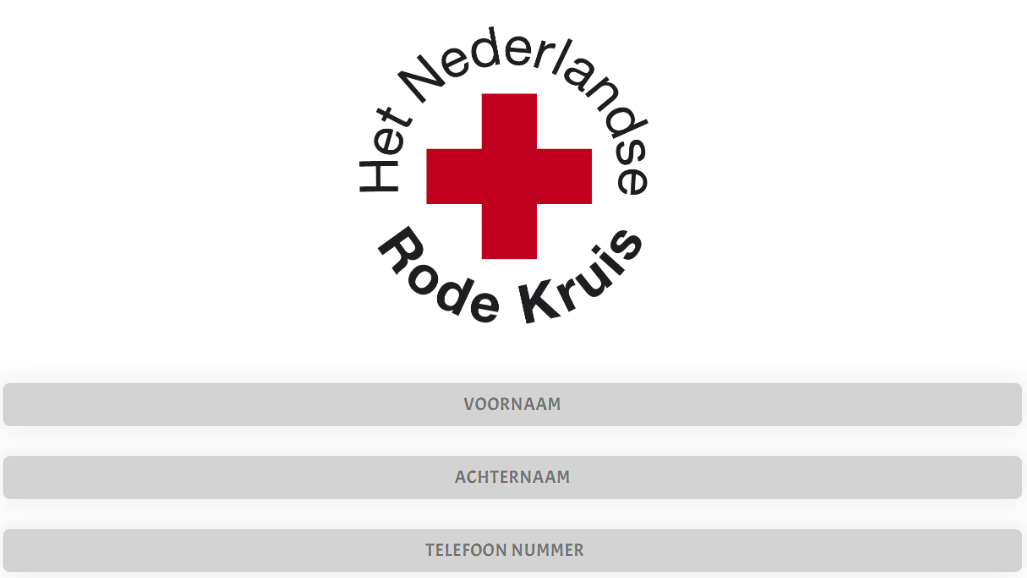 Het Nederlandse
Rode Kruis
VOORNAAM
ACHTERNAAM
TELEFOON NUMMER